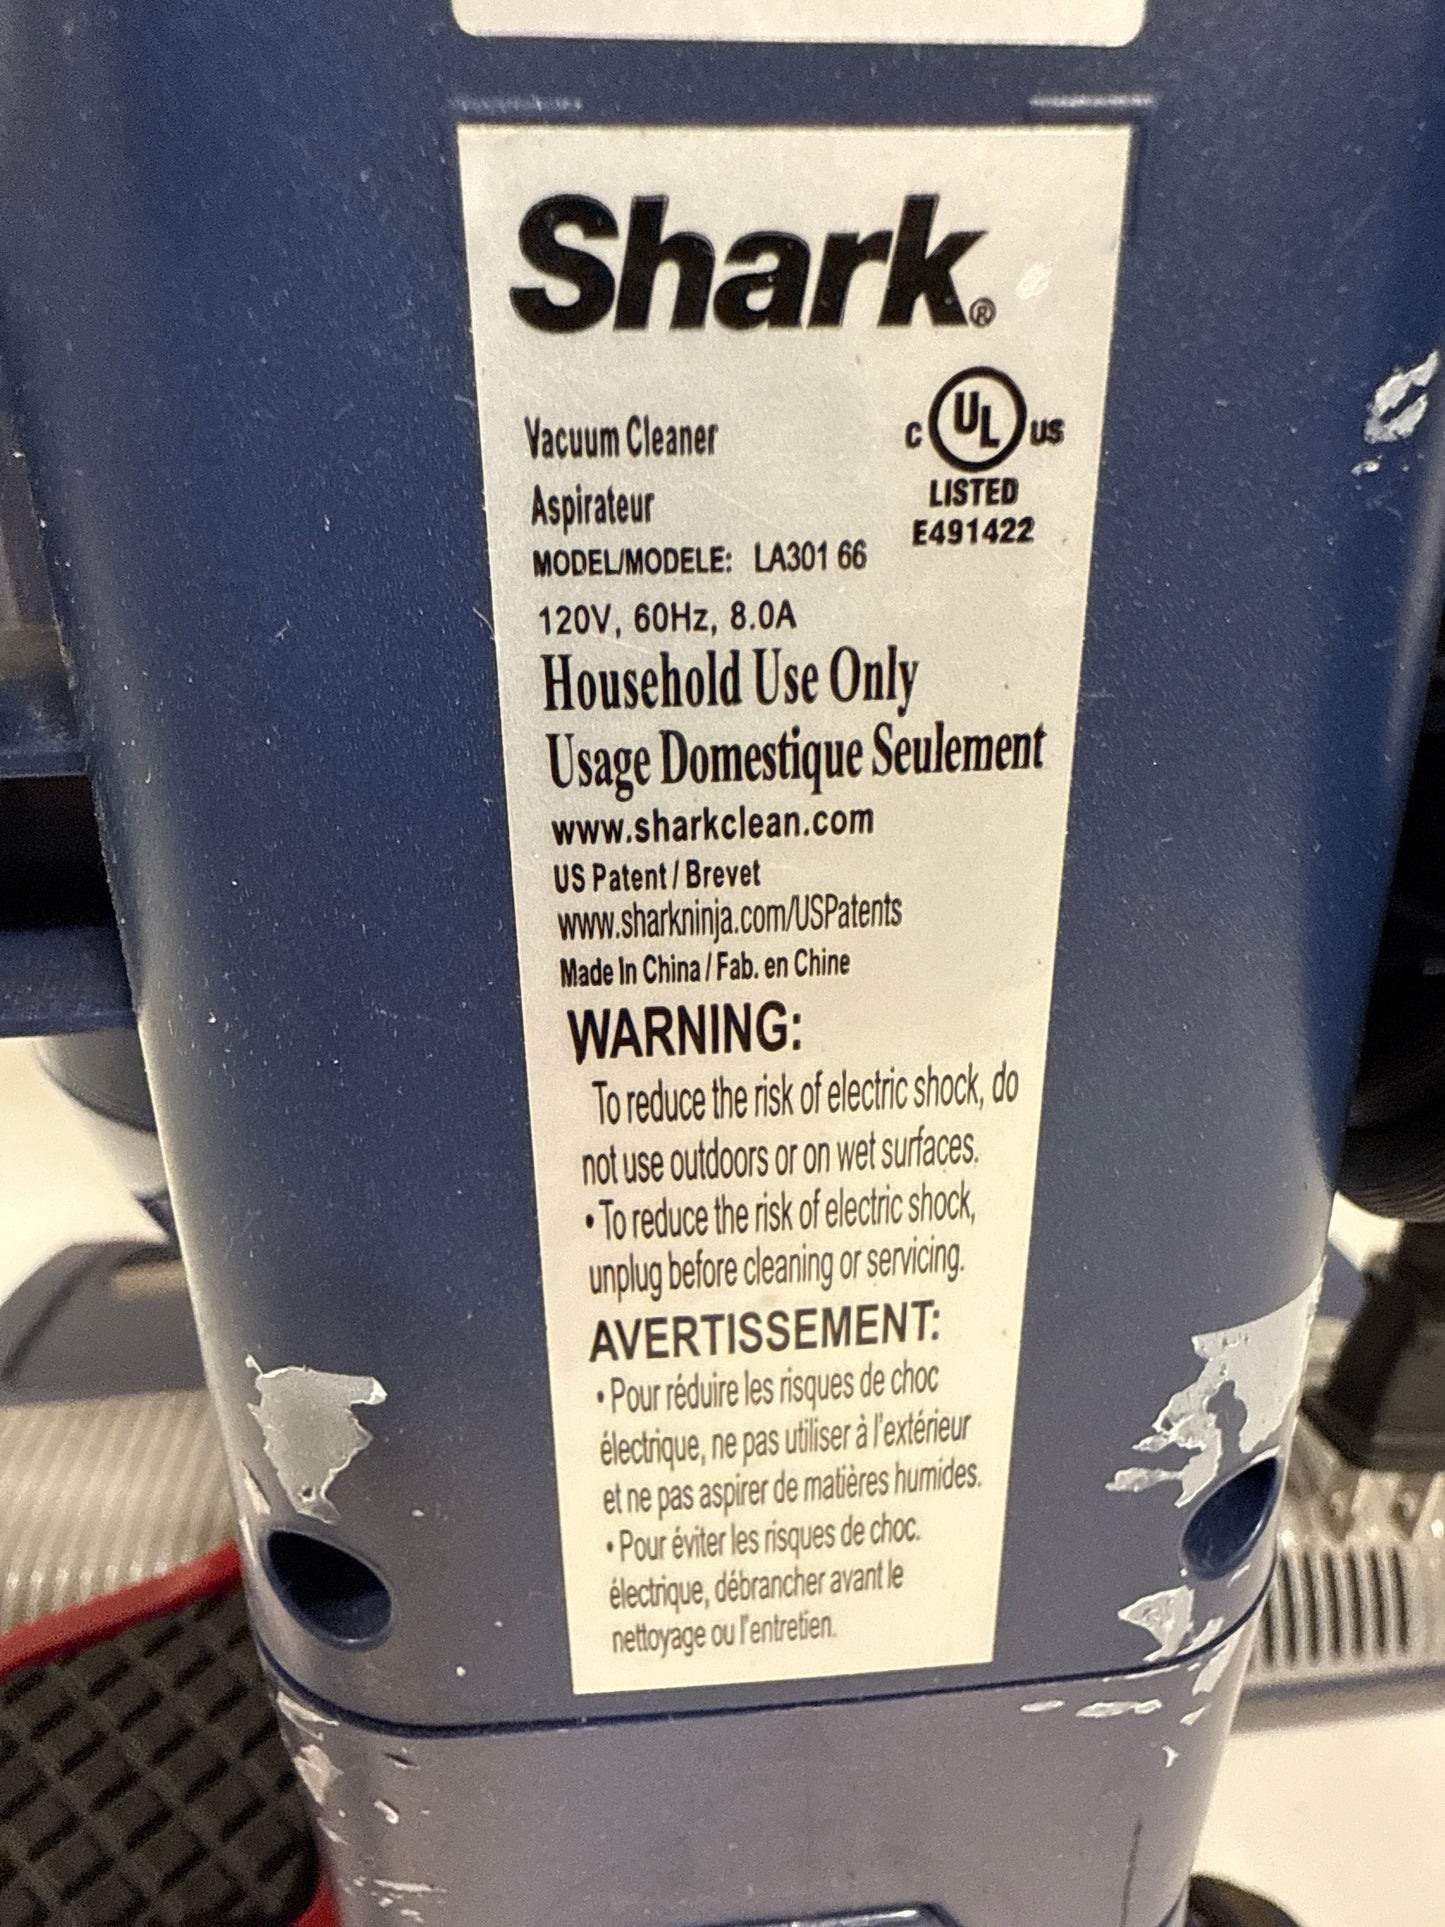 Shark®
Vacuum Cleaner
Aspirateur
C UL US
LISTED
E491422
MODEL/MODELE: LA301 66
120V, 60Hz, 8.0A
Household Use Only
Usage Domestique Seulement
www.sharkclean.com
US Patent / Brevet
www.sharkninja.com/USPatents
Made In China / Fab. en Chine
WARNING:
To reduce the risk of electric shock, do
not use outdoors or on wet surfaces.
• To reduce the risk of electric shock,
unplug before cleaning or servicing.
AVERTISSEMENT:
• Pour réduire les risques de choc
électrique, ne pas utiliser à l'extérieur
et ne pas aspirer de matières humides.
• Pour éviter les risques de choc.
électrique, débrancher avant le
nettoyage ou l'entretien.